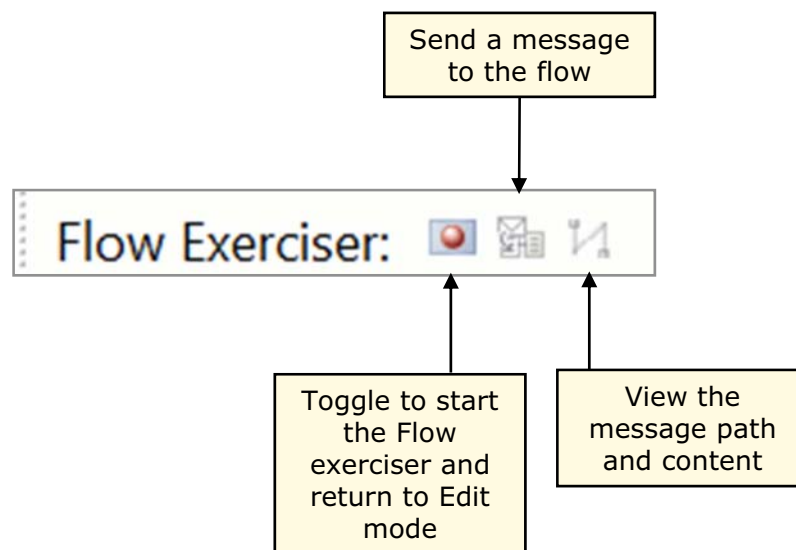 Send a message
to the flow
Flow Exerciser:
Toggle to start
the Flow
exerciser and
return to Edit
mode
View the
message path
and content